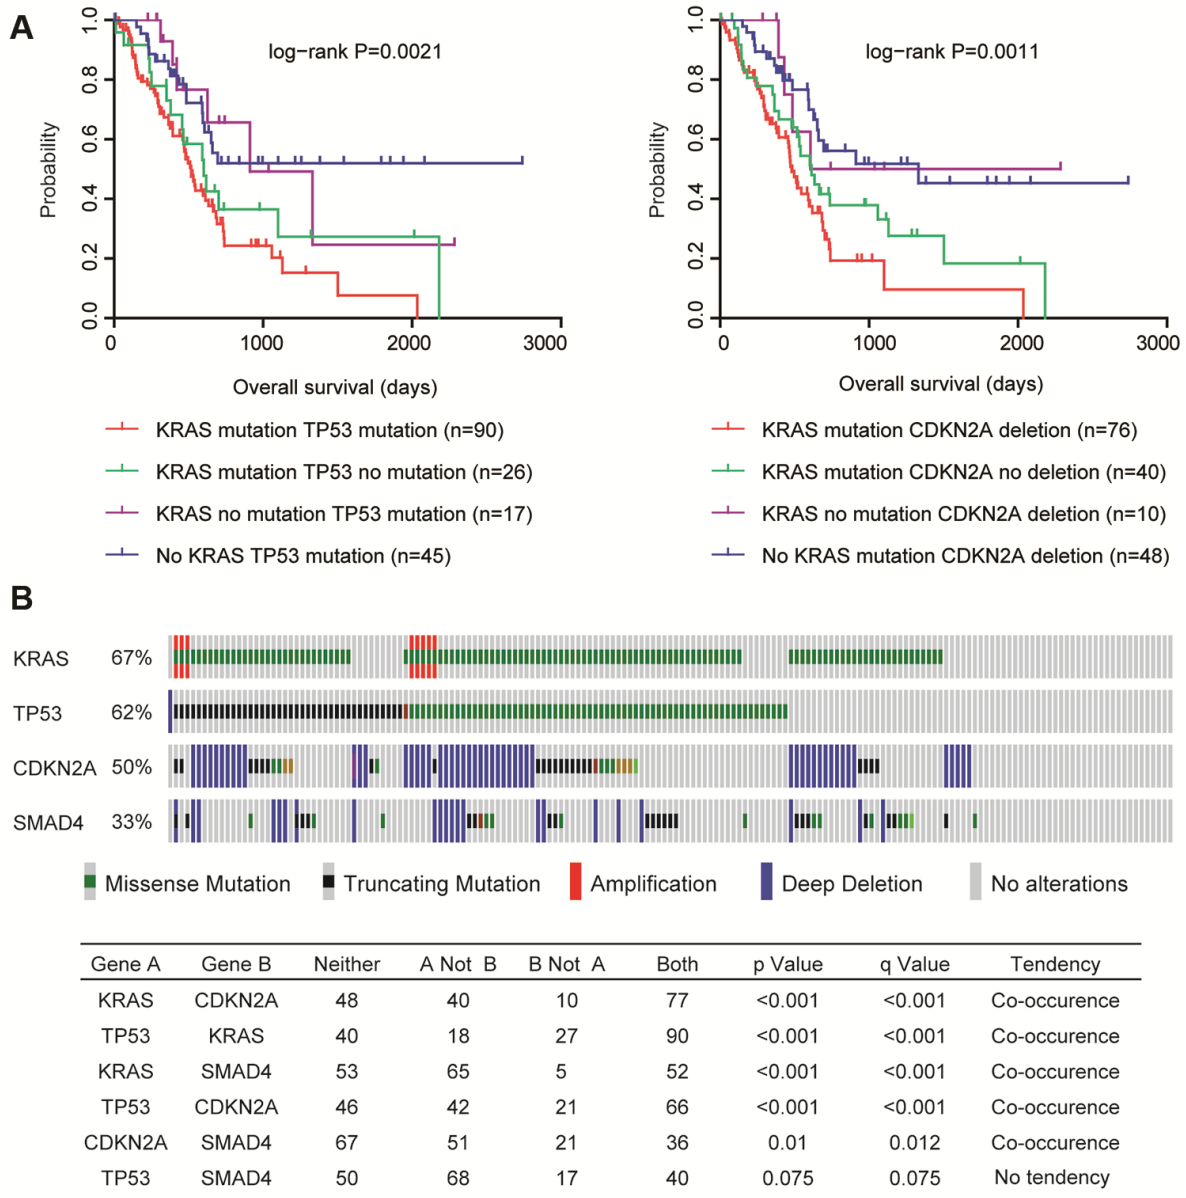 A
log−rank P=0.0021
Probability
0.0 0.2 0.4 0.6 0.8 1.0
0 1000 2000 3000
Overall survival (days)
KRAS mutation TP53 mutation (n=90)
KRAS mutation TP53 no mutation (n=26)
KRAS no mutation TP53 mutation (n=17)
No KRAS TP53 mutation (n=45)
log−rank P=0.0011
Probability
0.0 0.2 0.4 0.6 0.8 1.0
0 1000 2000 3000
Overall survival (days)
KRAS mutation CDKN2A deletion (n=76)
KRAS mutation CDKN2A no deletion (n=40)
KRAS no mutation CDKN2A deletion (n=10)
No KRAS mutation CDKN2A deletion (n=48)
B
KRAS 67%
TP53 62%
CDKN2A 50%
SMAD4 33%
Missense Mutation Truncating Mutation Amplification Deep Deletion No alterations
Gene A Gene B Neither A Not B B Not A Both p Value q Value Tendency
KRAS CDKN2A 48 40 10 77 <0.001 <0.001 Co-occurence
TP53 KRAS 40 18 27 90 <0.001 <0.001 Co-occurence
KRAS SMAD4 53 65 5 52 <0.001 <0.001 Co-occurence
TP53 CDKN2A 46 42 21 66 <0.001 <0.001 Co-occurence
CDKN2A SMAD4 67 51 21 36 0.01 0.012 Co-occurence
TP53 SMAD4 50 68 17 40 0.075 0.075 No tendency